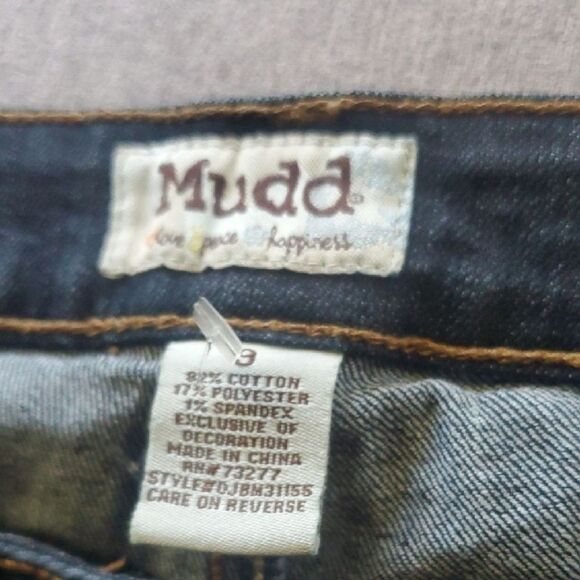 Mudd®
love peace happiness
82% COTTON
17% POLYESTER
1% SPANDEX
EXCLUSIVE OF
DECORATION
MADE IN CHINA
RN#73277
STYLE#DJBM31155
CARE ON REVERSE